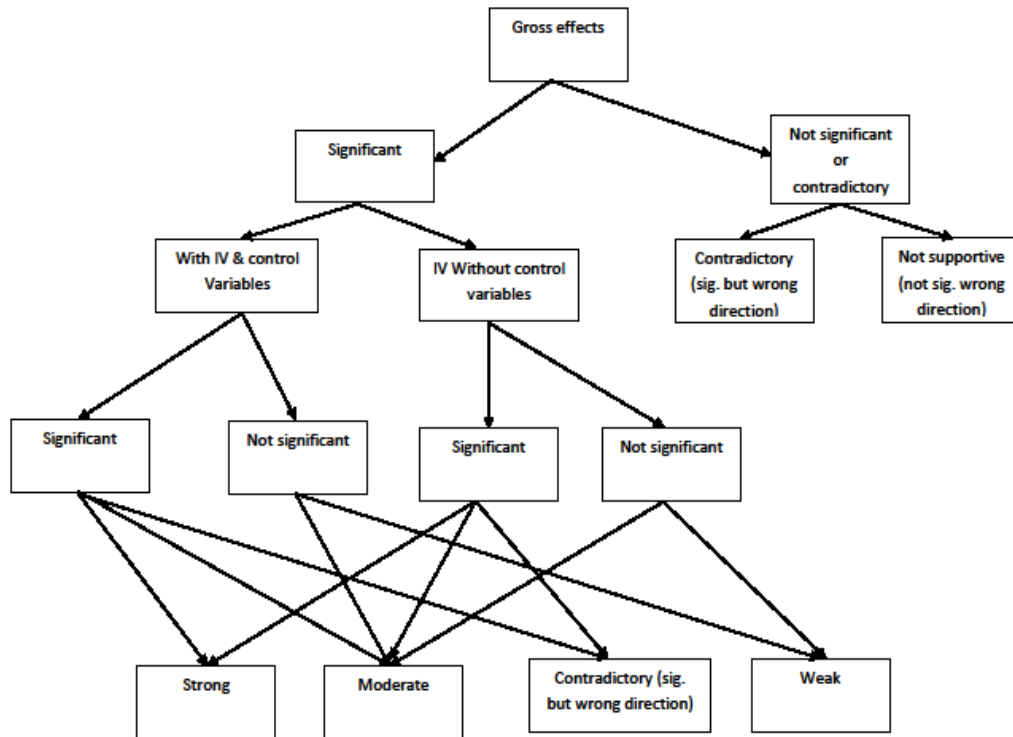 Gross effects
Significant
Not significant
or
contradictory
With IV & control
Variables
IV Without control
variables
Contradictory
(sig. but wrong
direction)
Not supportive
(not sig. wrong
direction)
Significant
Not significant
Significant
Not significant
Strong
Moderate
Contradictory (sig.
but wrong direction)
Weak